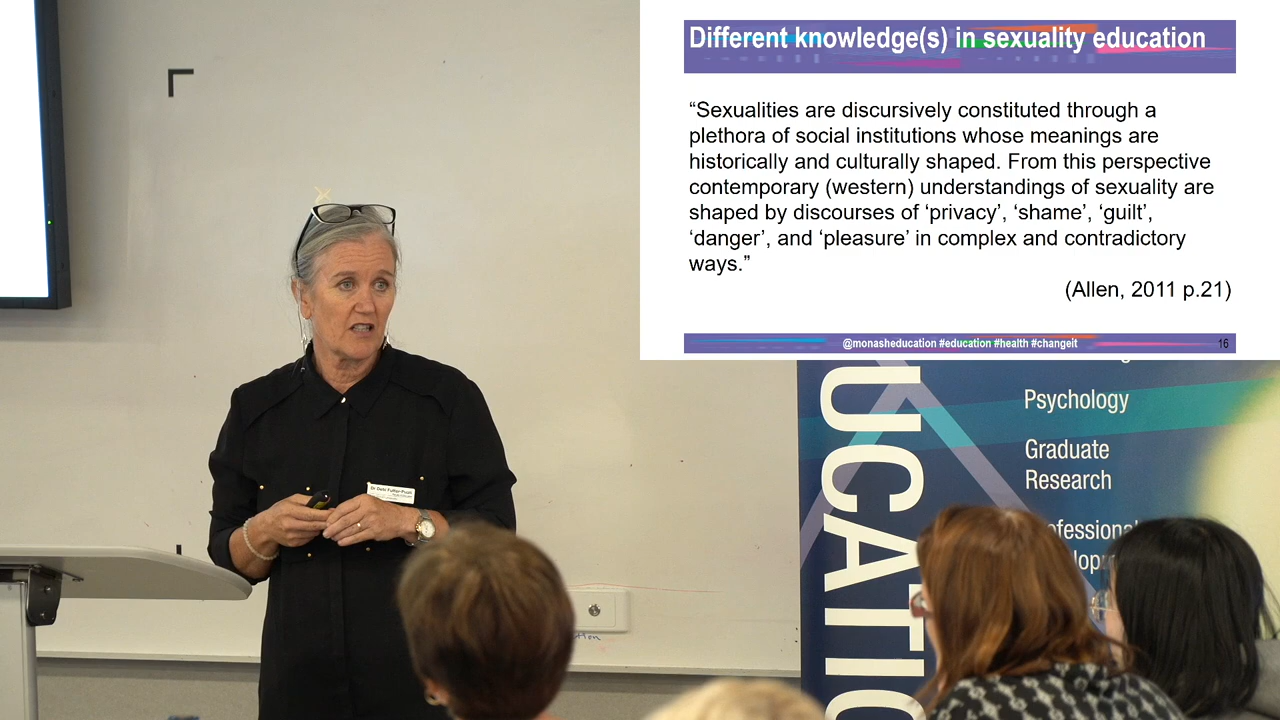 Different knowledge(s) in sexuality education
“Sexualities are discursively constituted through a
plethora of social institutions whose meanings are
historically and culturally shaped. From this perspective
contemporary (western) understandings of sexuality are
shaped by discourses of ‘privacy’, ‘shame’, ‘guilt’,
‘danger’, and ‘pleasure’ in complex and contradictory
ways.”
(Allen, 2011 p.21)
@monasheducation #education #health #changeit
16
UCATIO
Psychology
Graduate
Research